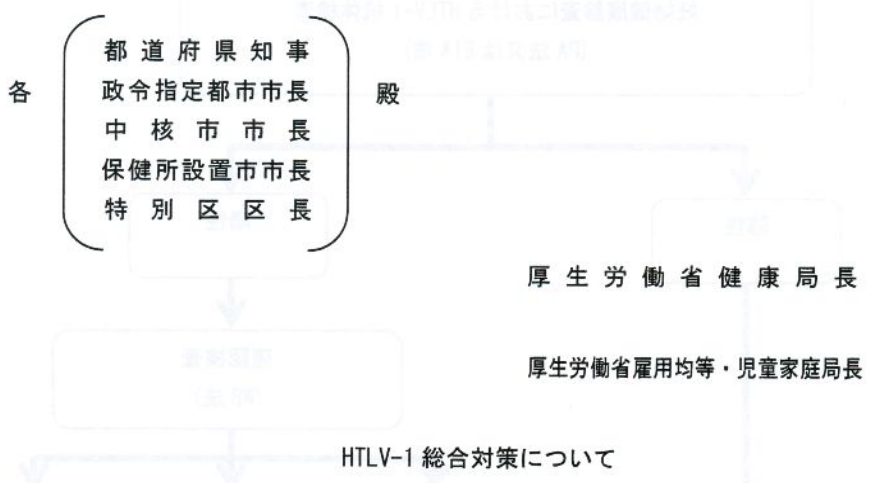 各
都道府県知事
政令指定都市市長
中核市市長
保健所設置市市長
特別区区長
殿
厚生労働省健康局長
厚生労働省雇用均等・児童家庭局長
HTLV-1 総合対策について